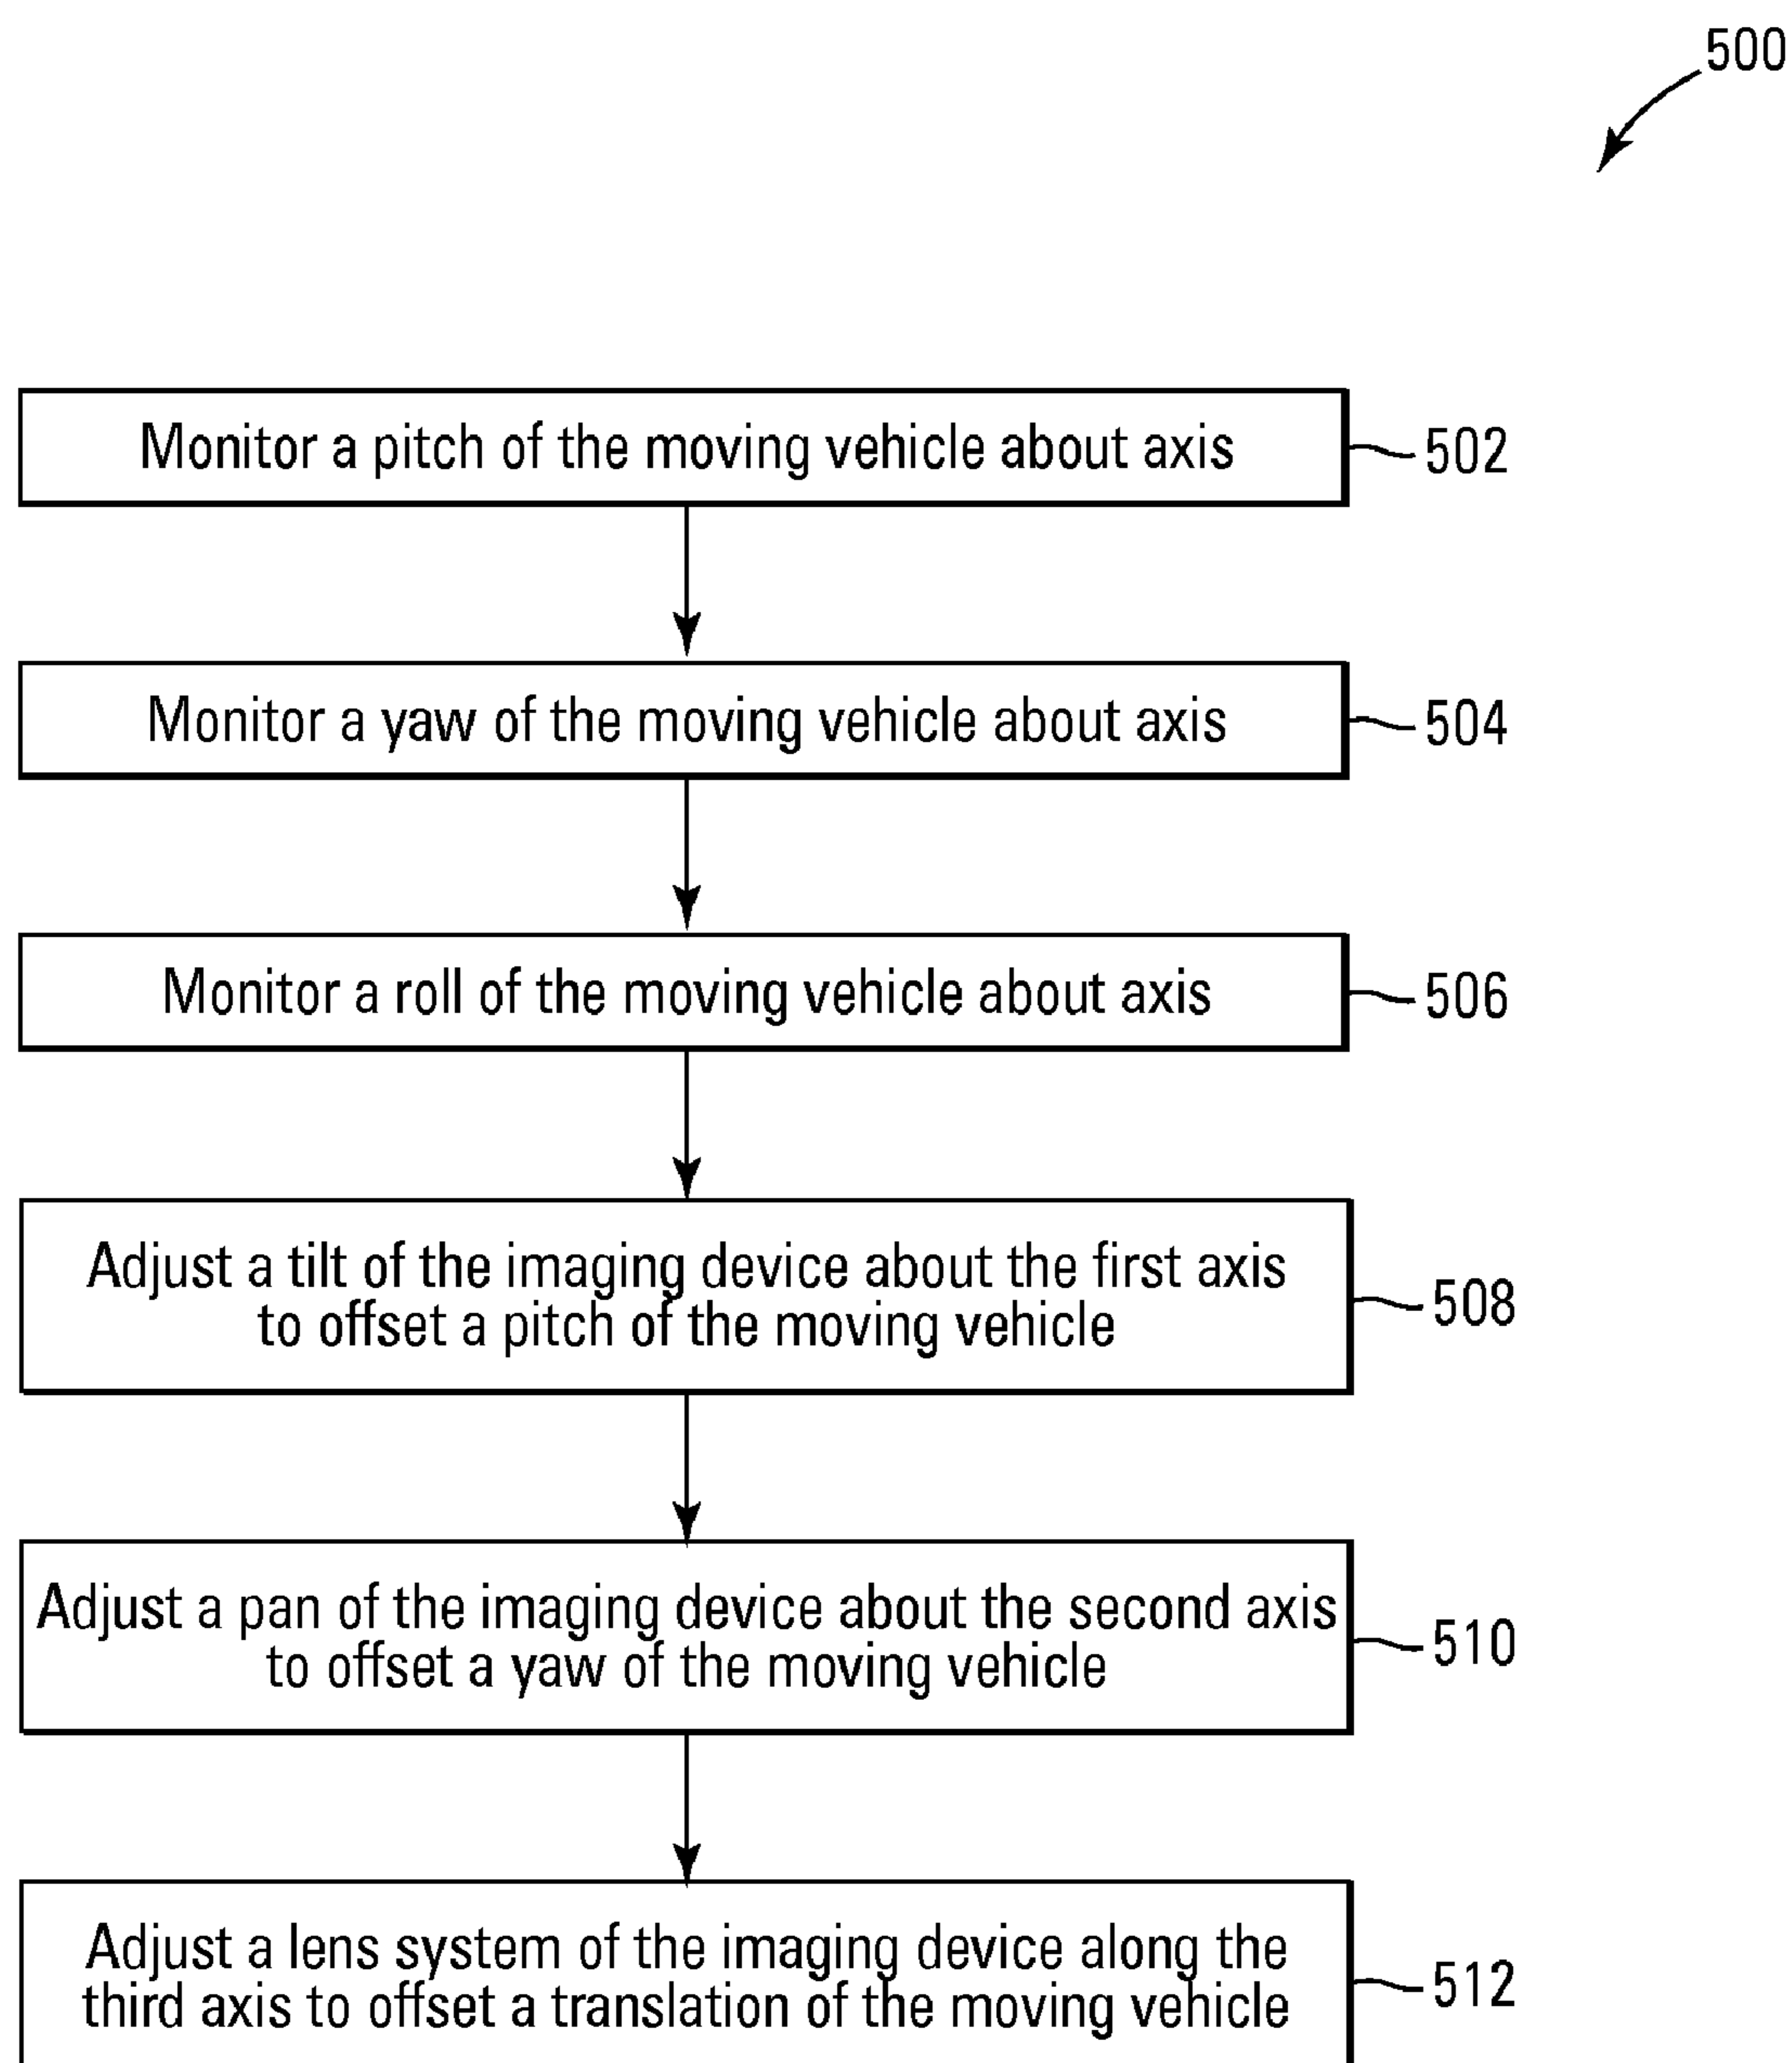 500
Monitor a pitch of the moving vehicle about axis
502
Monitor a yaw of the moving vehicle about axis
504
Monitor a roll of the moving vehicle about axis
506
Adjust a tilt of the imaging device about the first axis
to offset a pitch of the moving vehicle
508
Adjust a pan of the imaging device about the second axis
to offset a yaw of the moving vehicle
510
Adjust a lens system of the imaging device along the
third axis to offset a translation of the moving vehicle
512